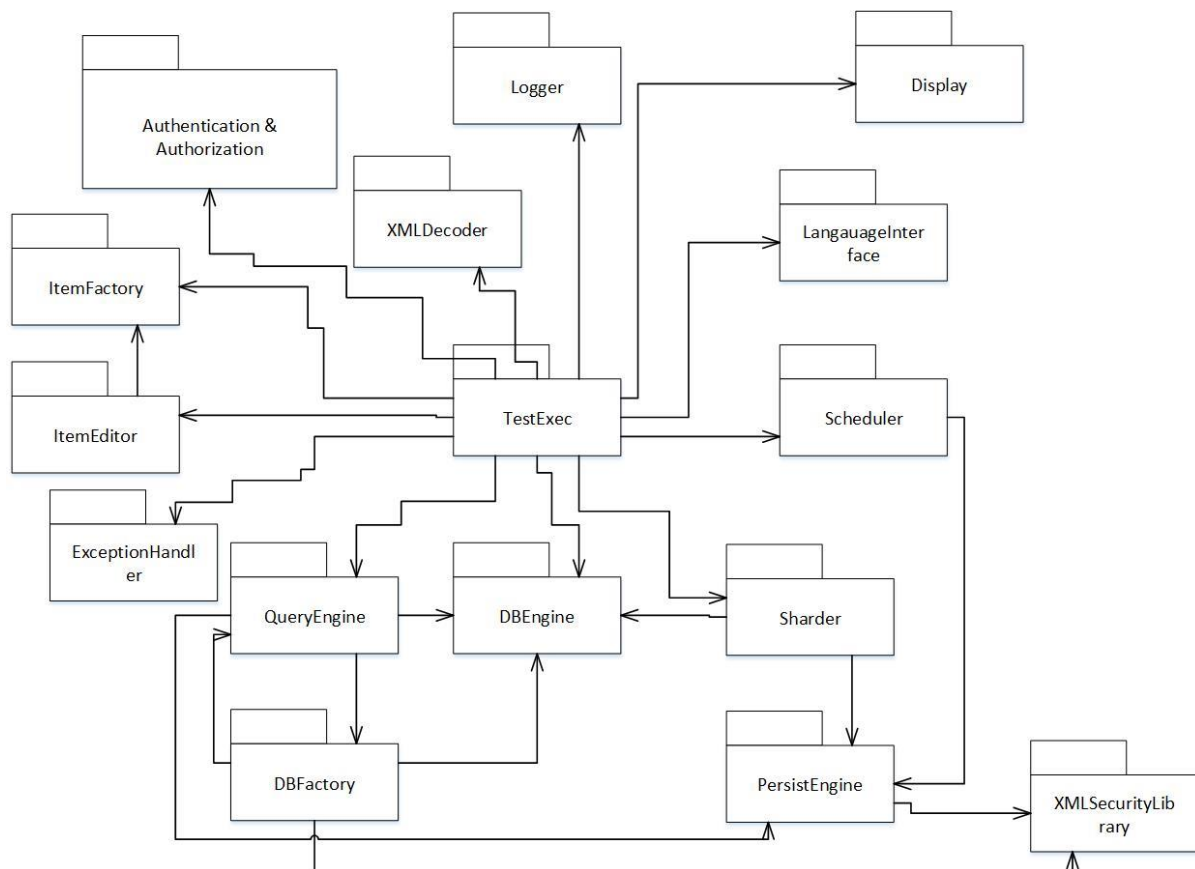 Logger
Display
Authentication &
Authorization
XMLDecoder
LangauageInter
face
ItemFactory
ItemEditor
TestExec
Scheduler
ExceptionHandl
er
QueryEngine
DBEngine
Sharder
DBFactory
PersistEngine
XMLSecurityLib
rary